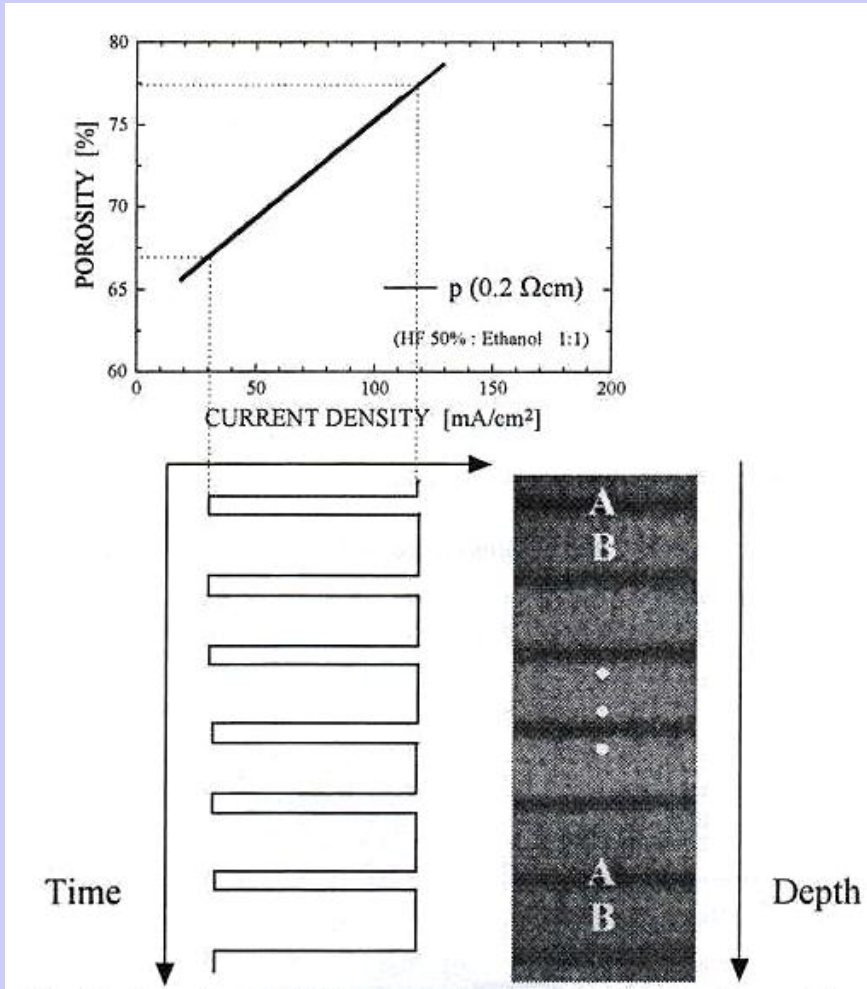 80
75
70
65
60
POROSITY [%]
p (0.2 Ωcm)
(HF 50% : Ethanol 1:1)
0 50 100 150 200
CURRENT DENSITY [mA/cm²]
A
B
A
B
Time
Depth